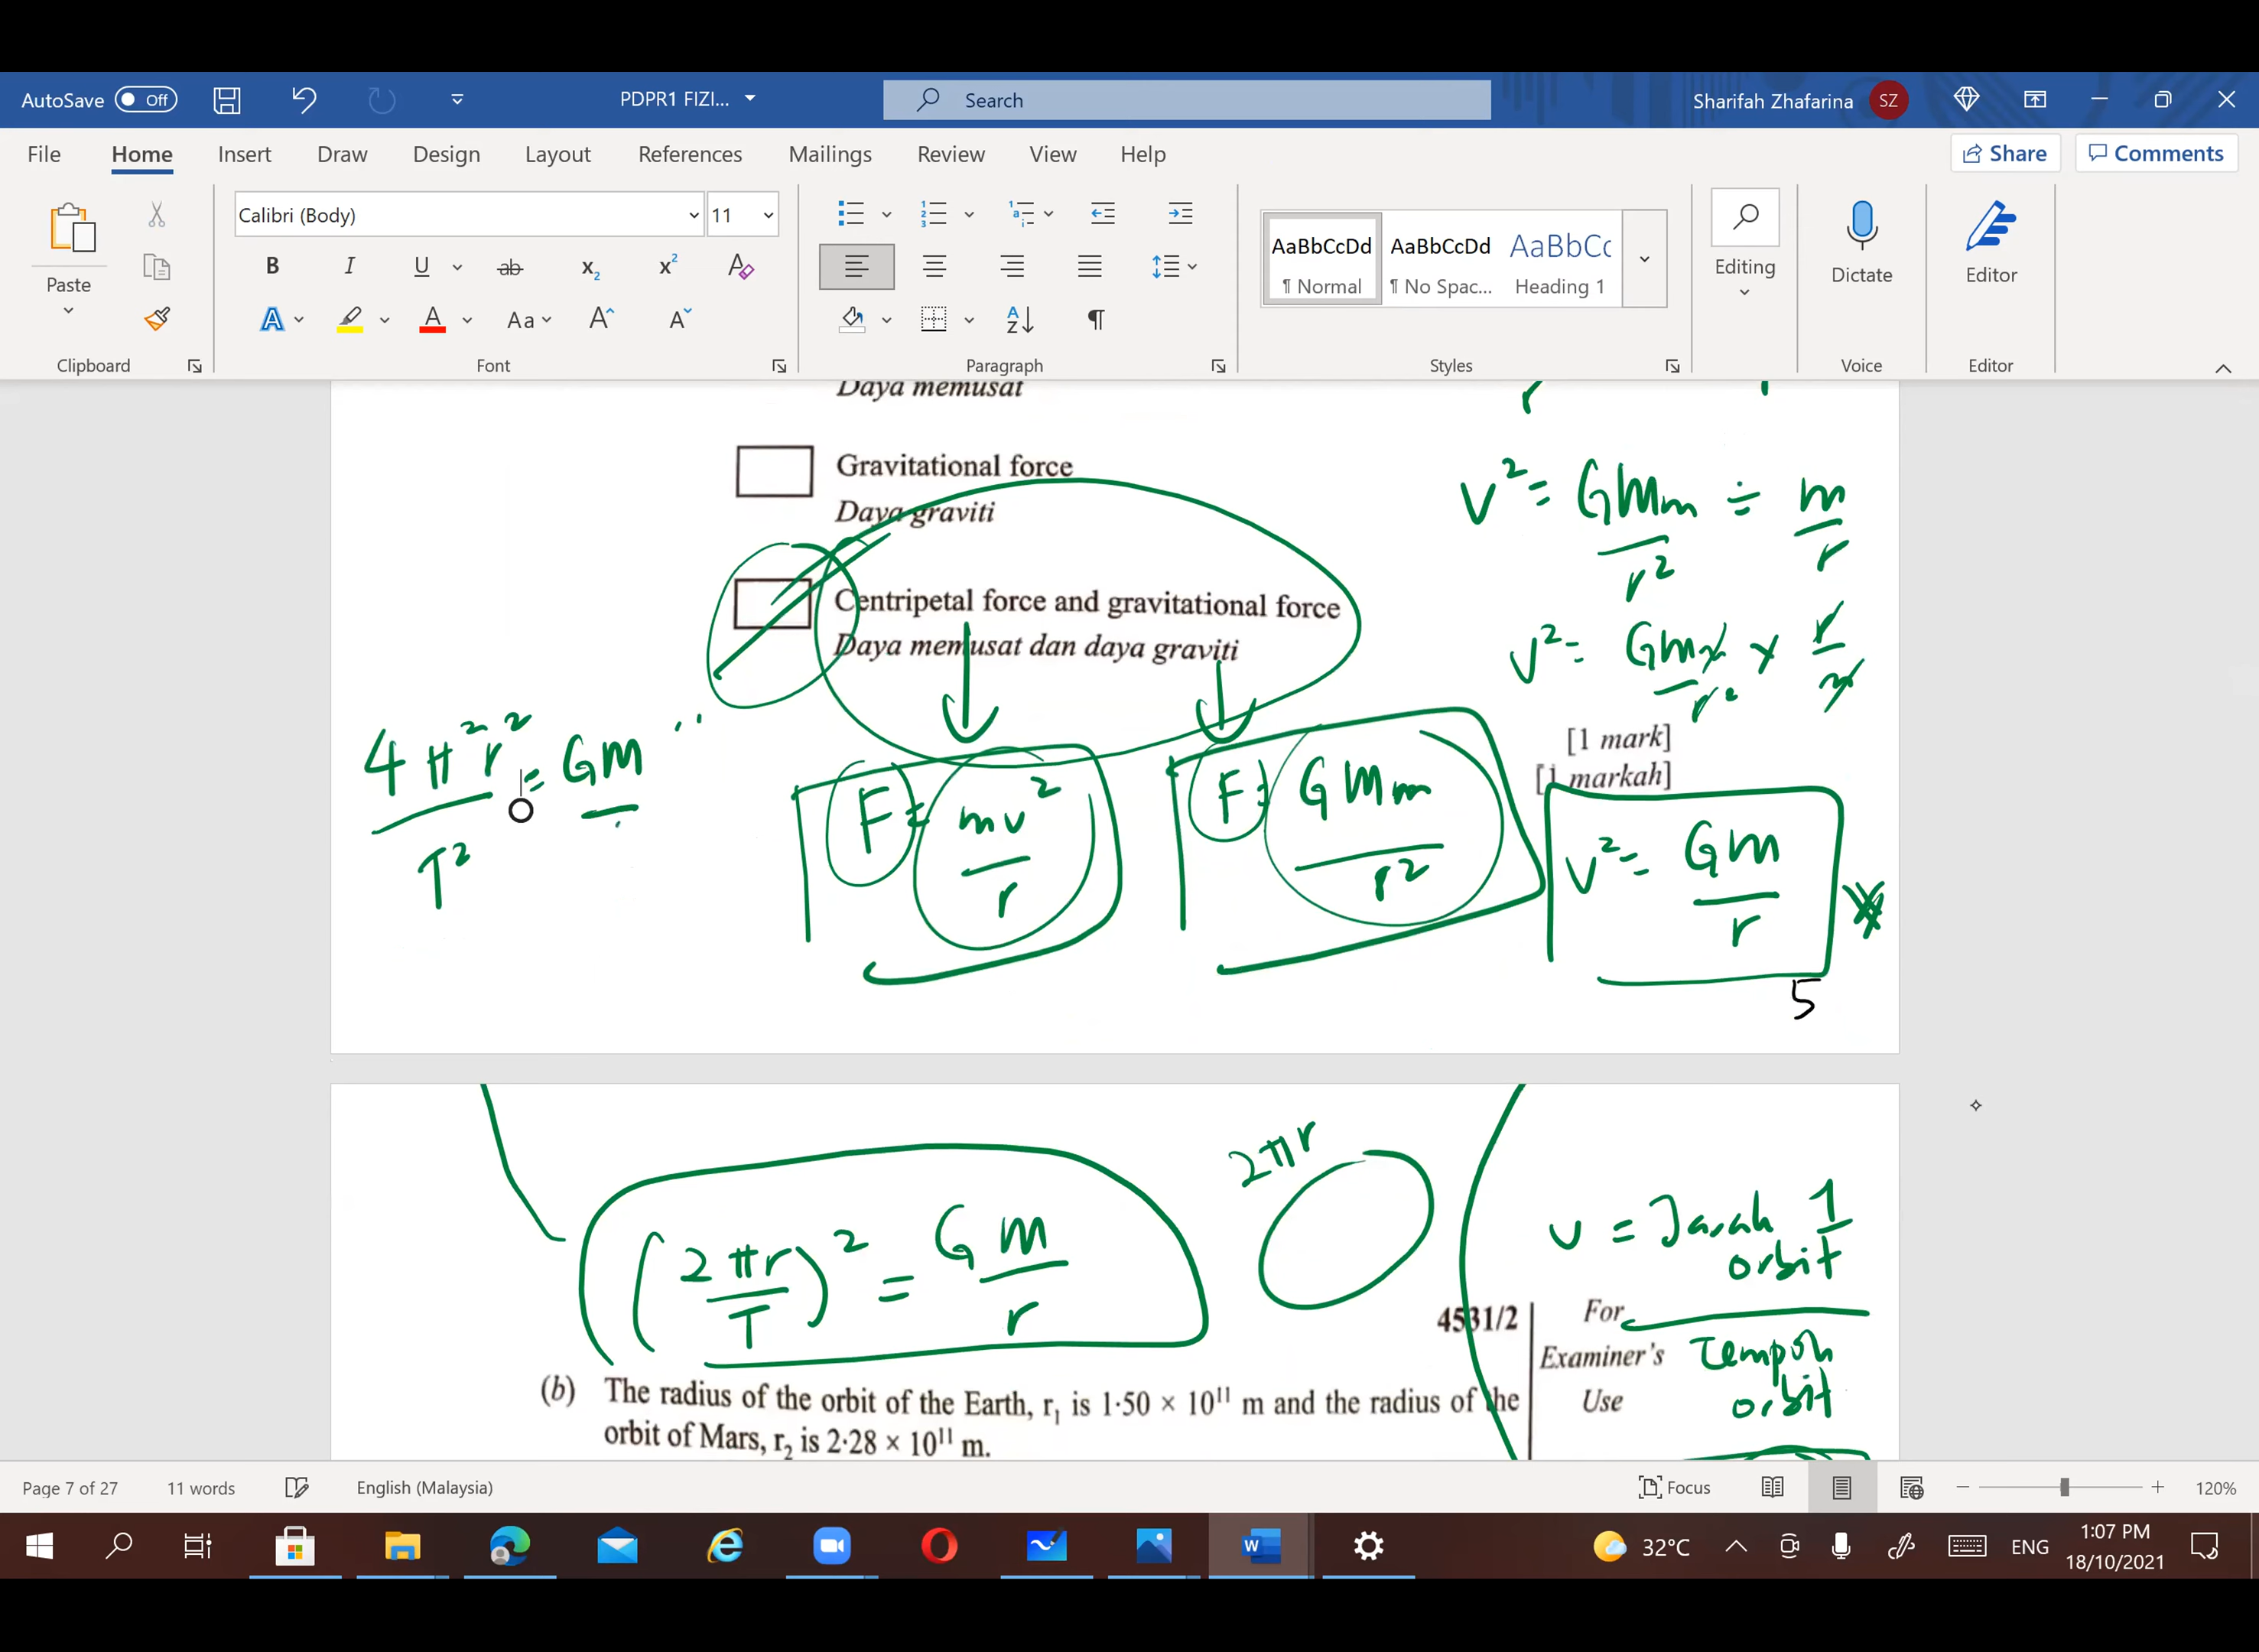 AutoSave Off PDPR1 FIZI... Search Sharifah Zhafarina SZ
File Home Insert Draw Design Layout References Mailings Review View Help Share Comments
Paste Calibri (Body) 11 AaBbCcDd AaBbCcDd AaBbCc Editing Dictate Editor
B I U ab x₂ x² ¶ Normal ¶ No Spac... Heading 1
A A Aa A A
Clipboard Font Paragraph Styles Voice Editor
Daya memusat
Gravitational force
Daya graviti
v² = GMm/r² ÷ m/r
Centripetal force and gravitational force
Daya memusat dan daya graviti
v² = GMm/r² × r/m
[1 mark]
[1 markah]
4π²r²/T² = GM
F = mv²/r
F = GMm/r²
v² = GM/r
5
2πr
(2πr/T)² = GM/r
v = Jarak 1 orbit
Tempoh orbit
4531/2
For
Examiner's
Use
(b) The radius of the orbit of the Earth, r₁ is 1·50 × 10¹¹ m and the radius of the
orbit of Mars, r₂ is 2·28 × 10¹¹ m.
Page 7 of 27 11 words English (Malaysia) Focus 120%
32°C ENG 1:07 PM
18/10/2021